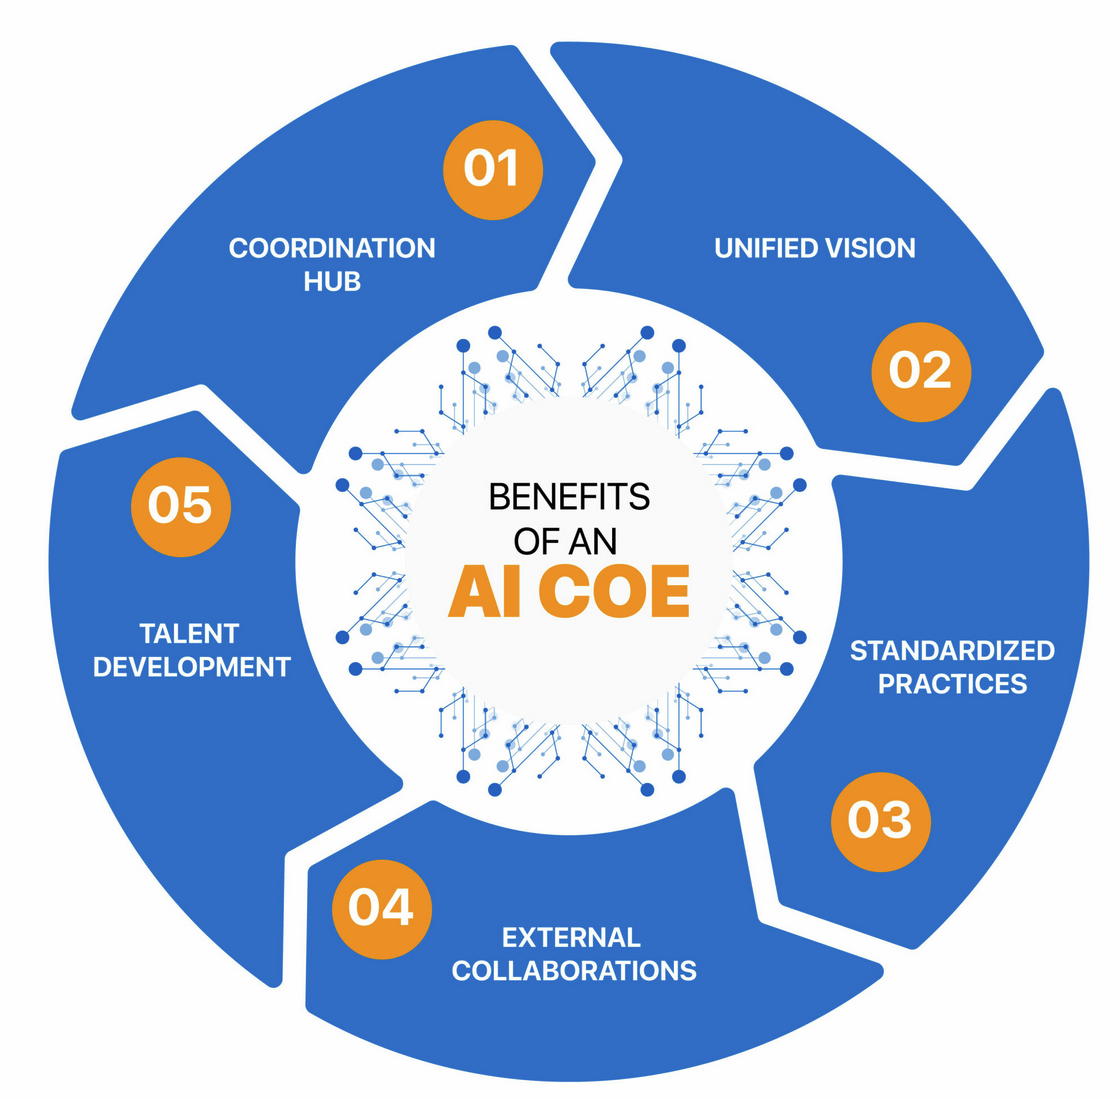 BENEFITS
OF AN
AI COE
01
COORDINATION
HUB
UNIFIED VISION
02
STANDARDIZED
PRACTICES
03
04
EXTERNAL
COLLABORATIONS
05
TALENT
DEVELOPMENT